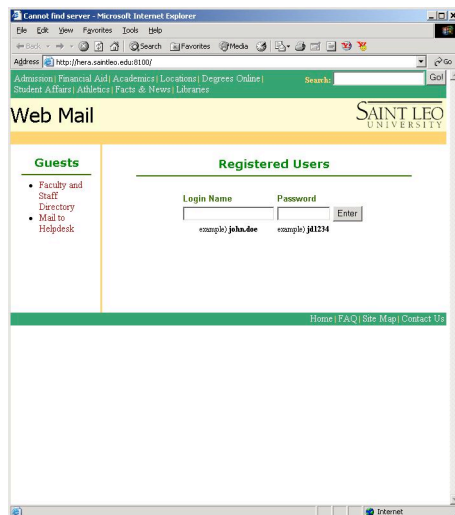 Cannot find server - Microsoft Internet Explorer
File Edit View Favorites Tools Help
Back Search Favorites Media
Address http://hera.saintleo.edu:8100/ Go
Admission | Financial Aid | Academics | Locations | Degrees Online | Search: Go!
Student Affairs | Athletics | Facts & News | Libraries
Web Mail SAINT LEO
UNIVERSITY
Guests Registered Users
Faculty and
Staff
Directory
Mail to
Helpdesk
Login Name Password
Enter
example) john.doe example) jd1234
Home | FAQ | Site Map | Contact Us
Internet